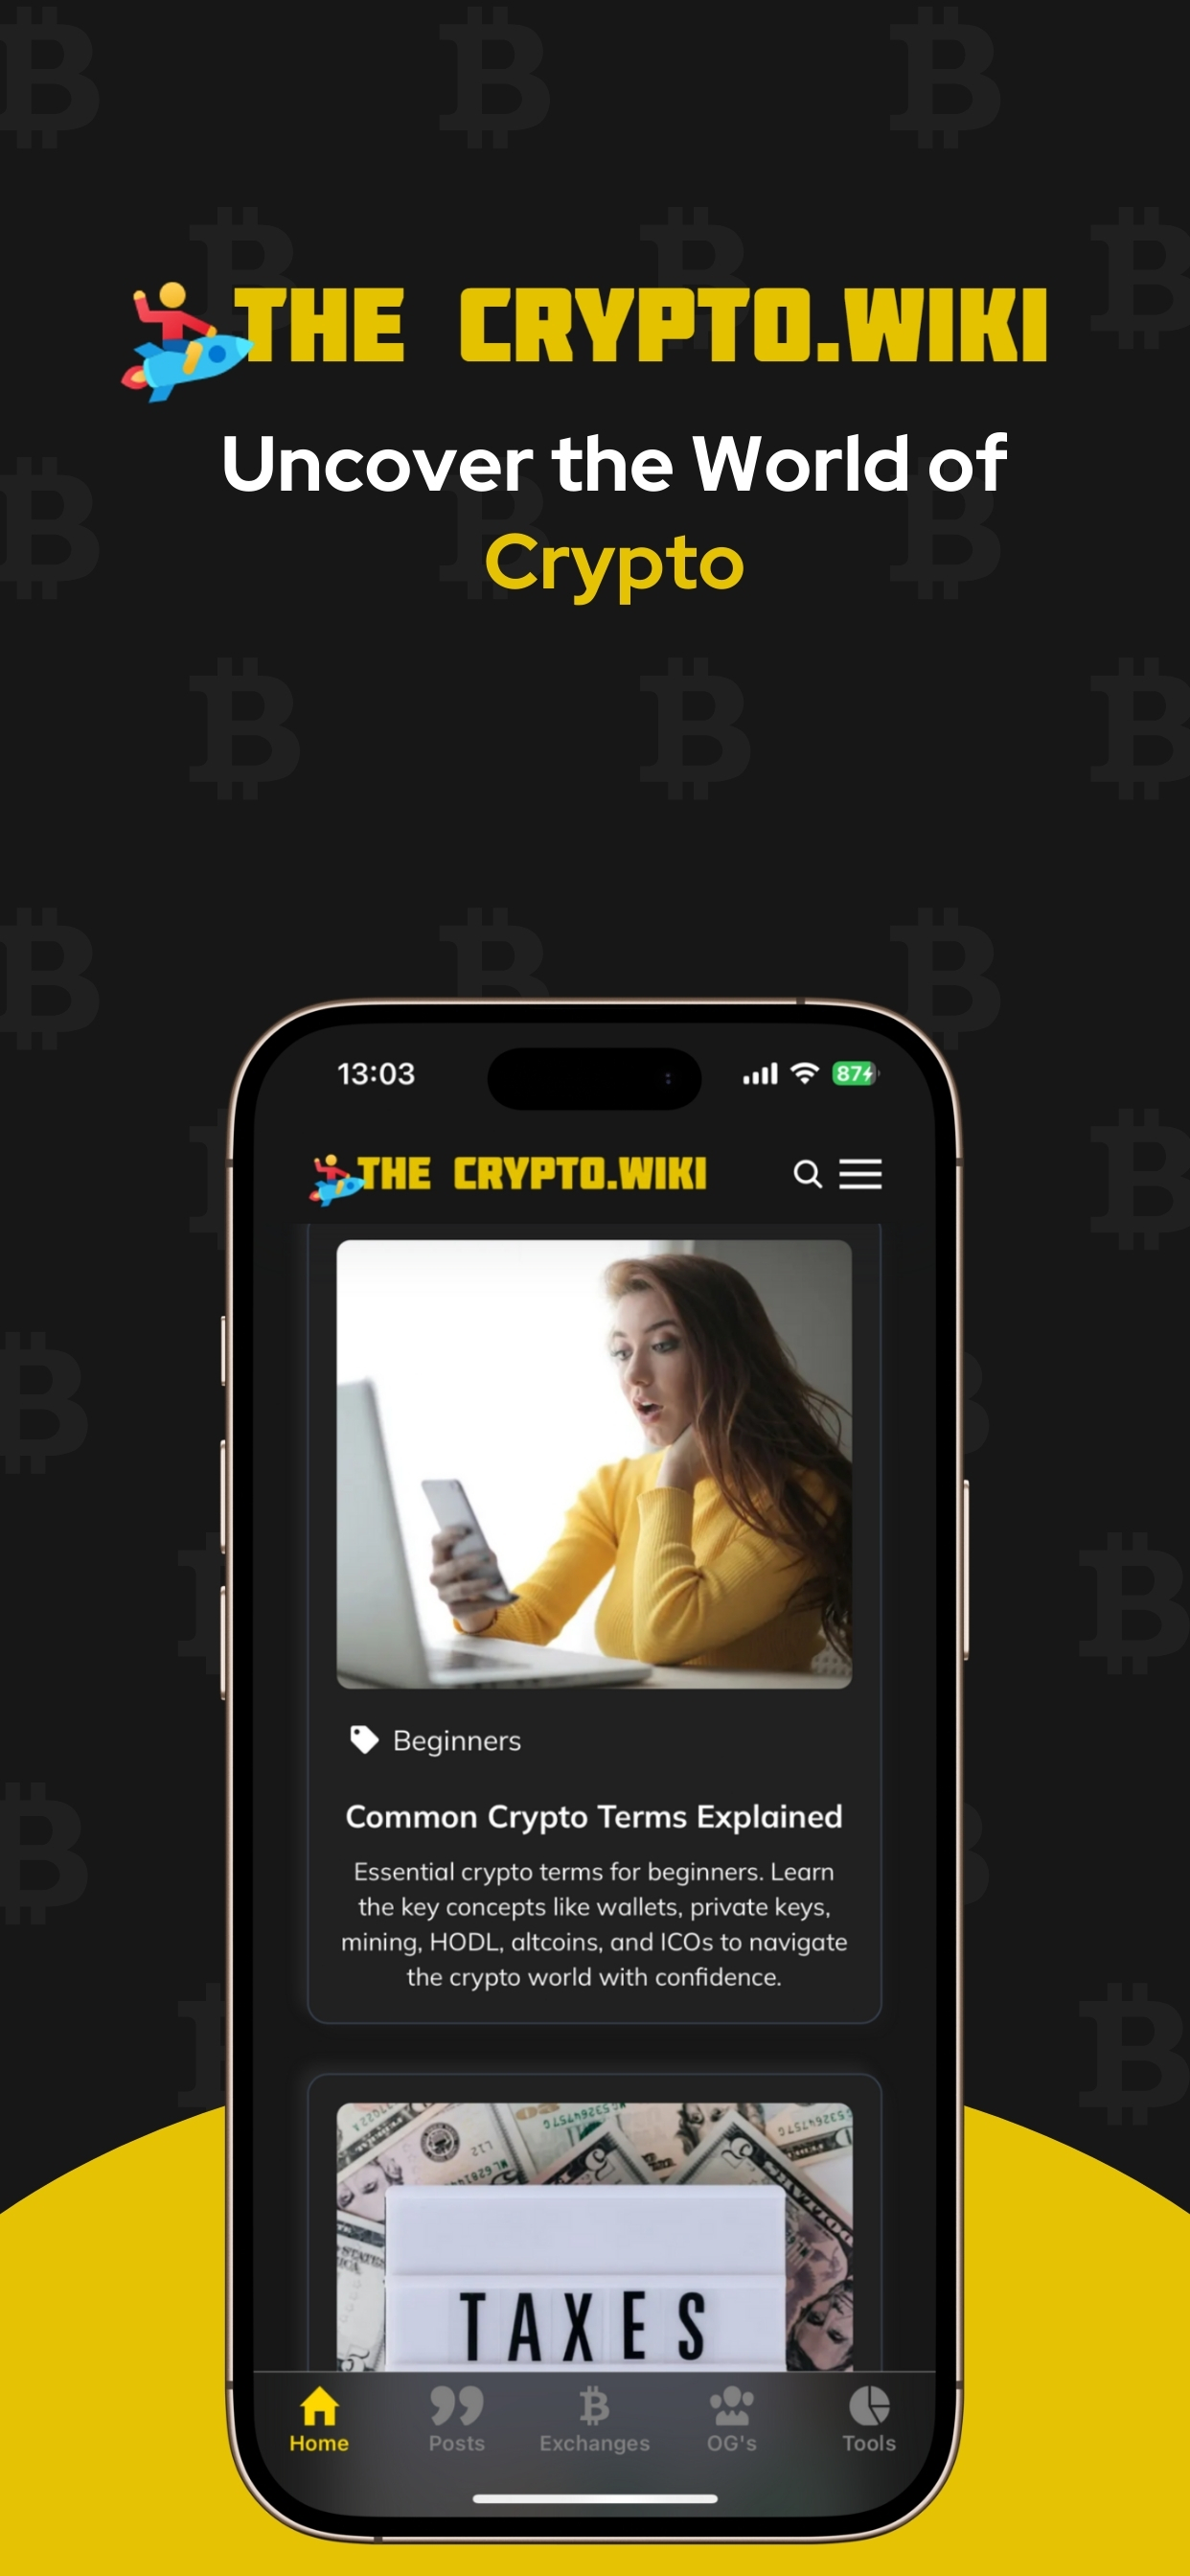 THE CRYPTO.WIKI
Uncover the World of
Crypto
13:03
87
THE CRYPTO.WIKI
Beginners
Common Crypto Terms Explained
Essential crypto terms for beginners. Learn
the key concepts like wallets, private keys,
mining, HODL, altcoins, and ICOs to navigate
the crypto world with confidence.
TAXES
Home
Posts
Exchanges
OG's
Tools